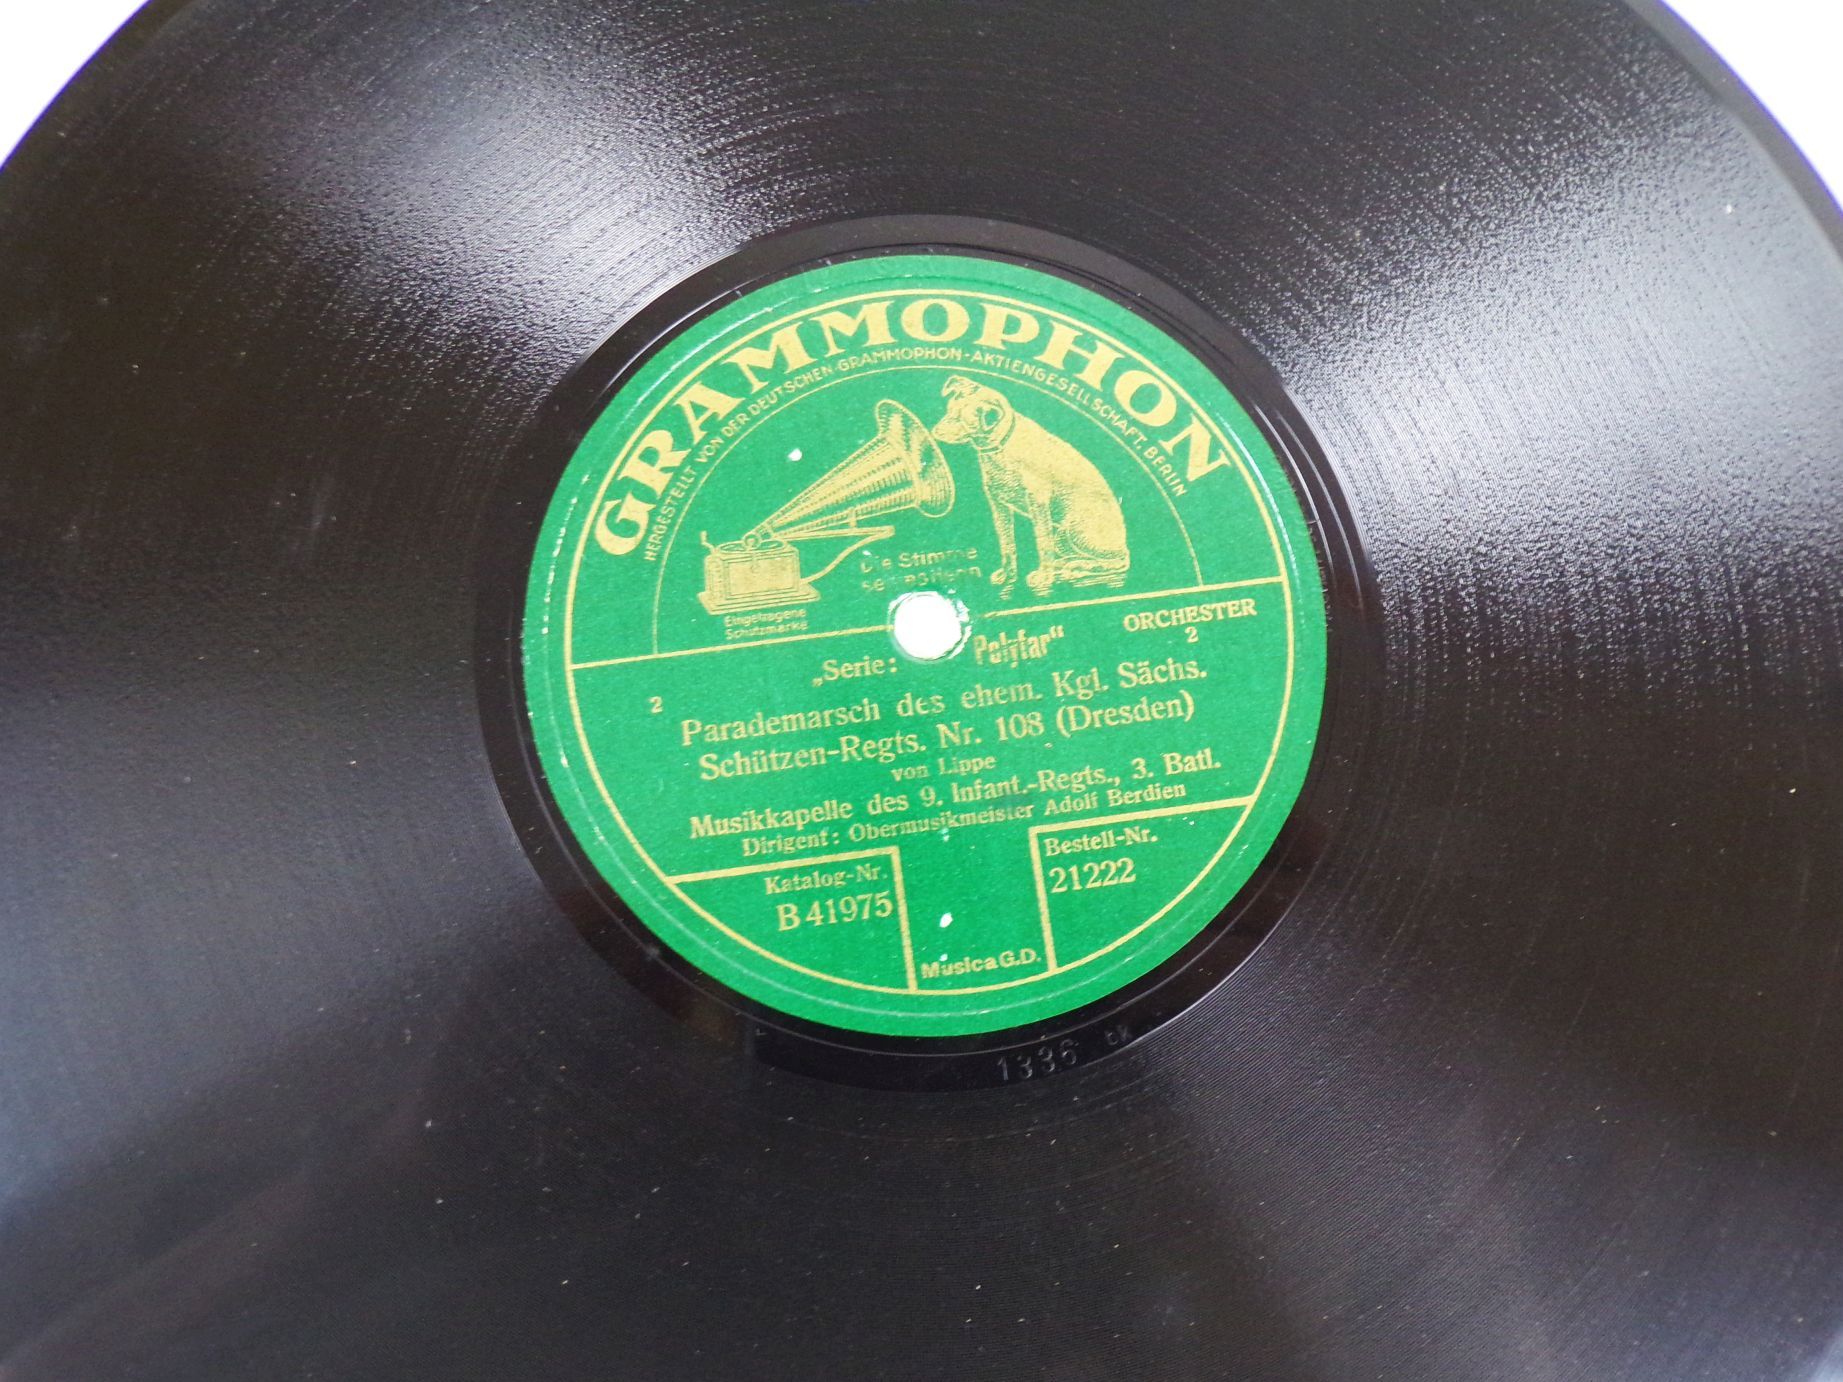 GRAMMOPHON
HERGESTELLT VON DER DEUTSCHEN GRAMMOPHON-AKTIENGESELLSCHAFT. BERLIN
Die Stimme
seines Herrn
Eingetragene
Schutzmarke
ORCHESTER
2
„Serie: Polyfar“
2
Parademarsch des ehem. Kgl. Sächs.
Schützen-Regts. Nr. 108 (Dresden)
von Lippe
Musikkapelle des 9. Infant.-Regts., 3. Batl.
Dirigent: Obermusikmeister Adolf Berdien
Katalog-Nr.
B 41975
Bestell-Nr.
21222
Musica G.D.
1336 bk